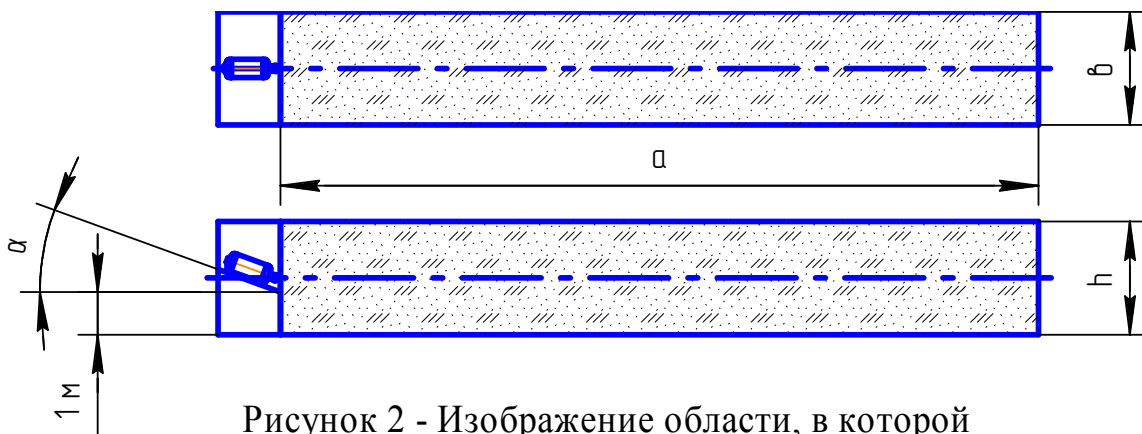 в
а
α
h
1 м
Рисунок 2 - Изображение области, в которой